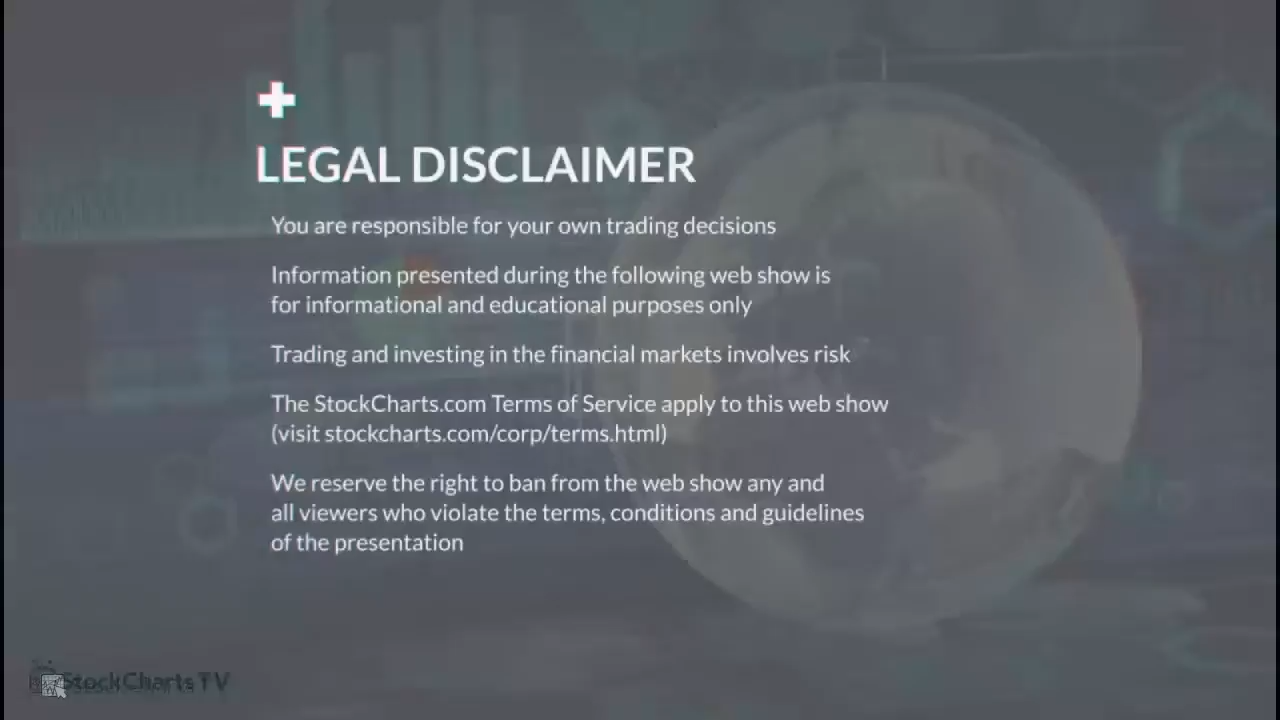 LEGAL DISCLAIMER
You are responsible for your own trading decisions
Information presented during the following web show is
for informational and educational purposes only
Trading and investing in the financial markets involves risk
The StockCharts.com Terms of Service apply to this web show
(visit stockcharts.com/corp/terms.html)
We reserve the right to ban from the web show any and
all viewers who violate the terms, conditions and guidelines
of the presentation
StockCharts TV